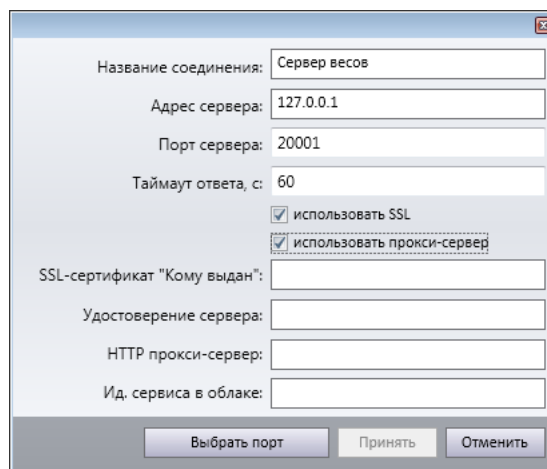 Название соединения: Сервер весов
Адрес сервера: 127.0.0.1
Порт сервера: 20001
Таймаут ответа, с: 60
использовать SSL
использовать прокси-сервер
SSL-сертификат "Кому выдан":
Удостоверение сервера:
HTTP прокси-сервер:
Ид. сервиса в облаке:
Выбрать порт Принять Отменить